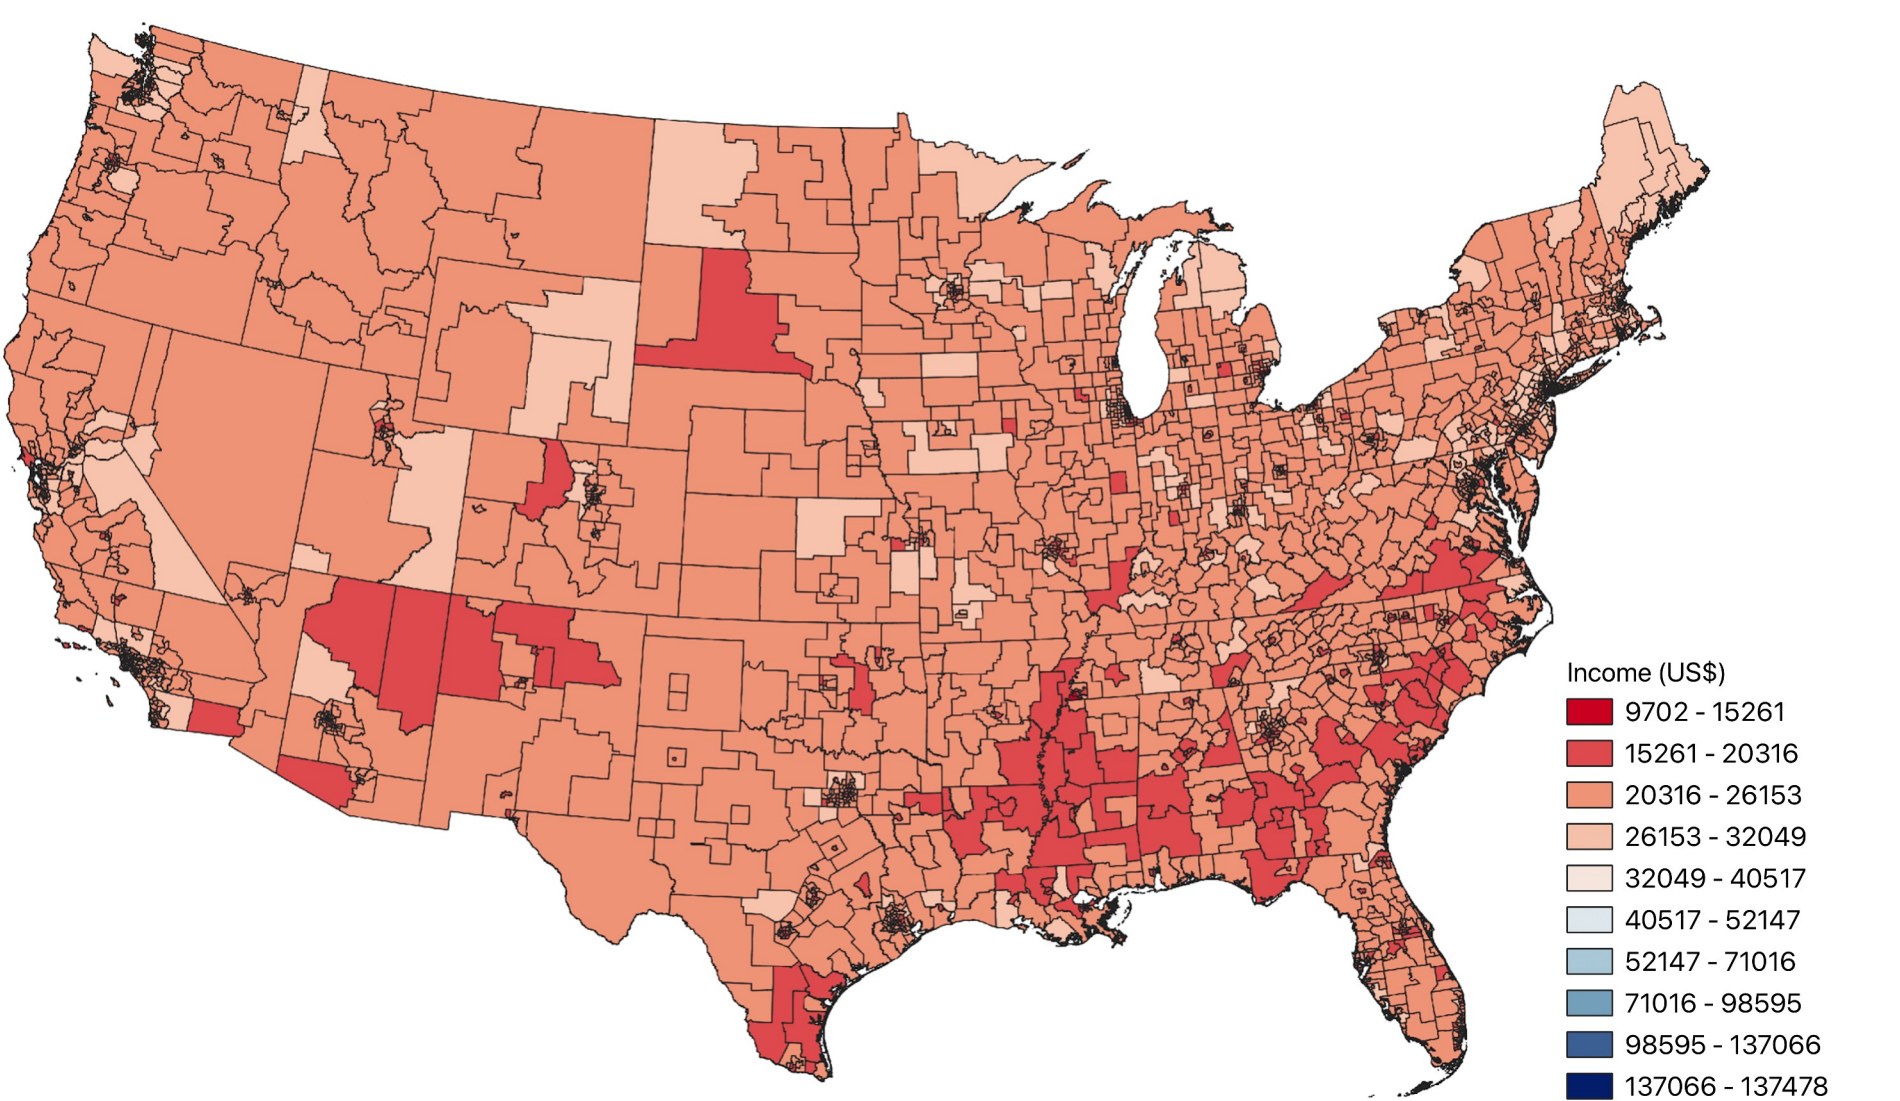 Income (US$)
9702 - 15261
15261 - 20316
20316 - 26153
26153 - 32049
32049 - 40517
40517 - 52147
52147 - 71016
71016 - 98595
98595 - 137066
137066 - 137478